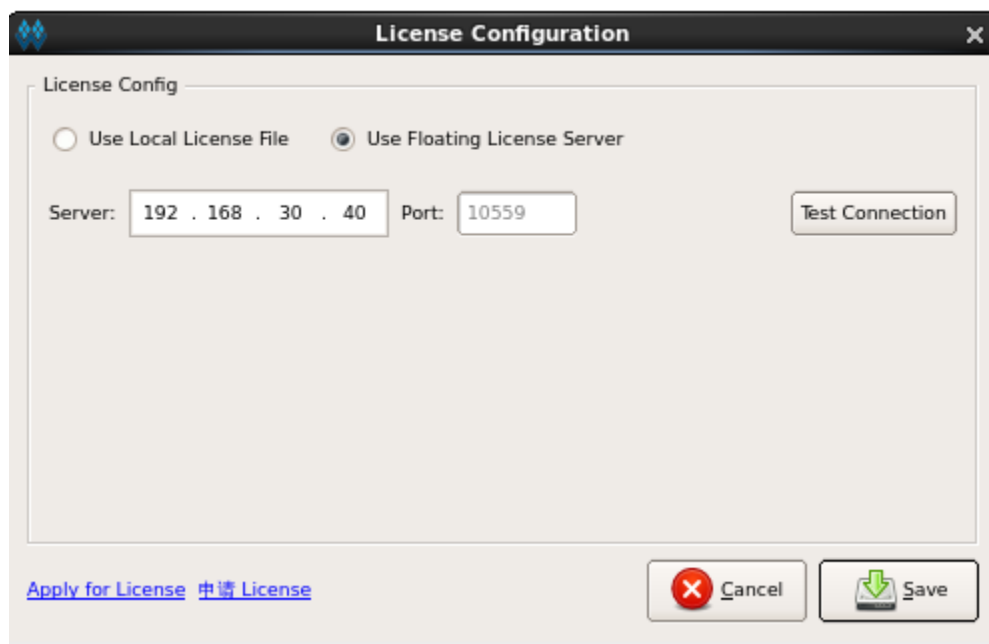 License Configuration
License Config
Use Local License File Use Floating License Server
Server: 192 . 168 . 30 . 40 Port: 10559 Test Connection
Apply for License 申请 License Cancel Save